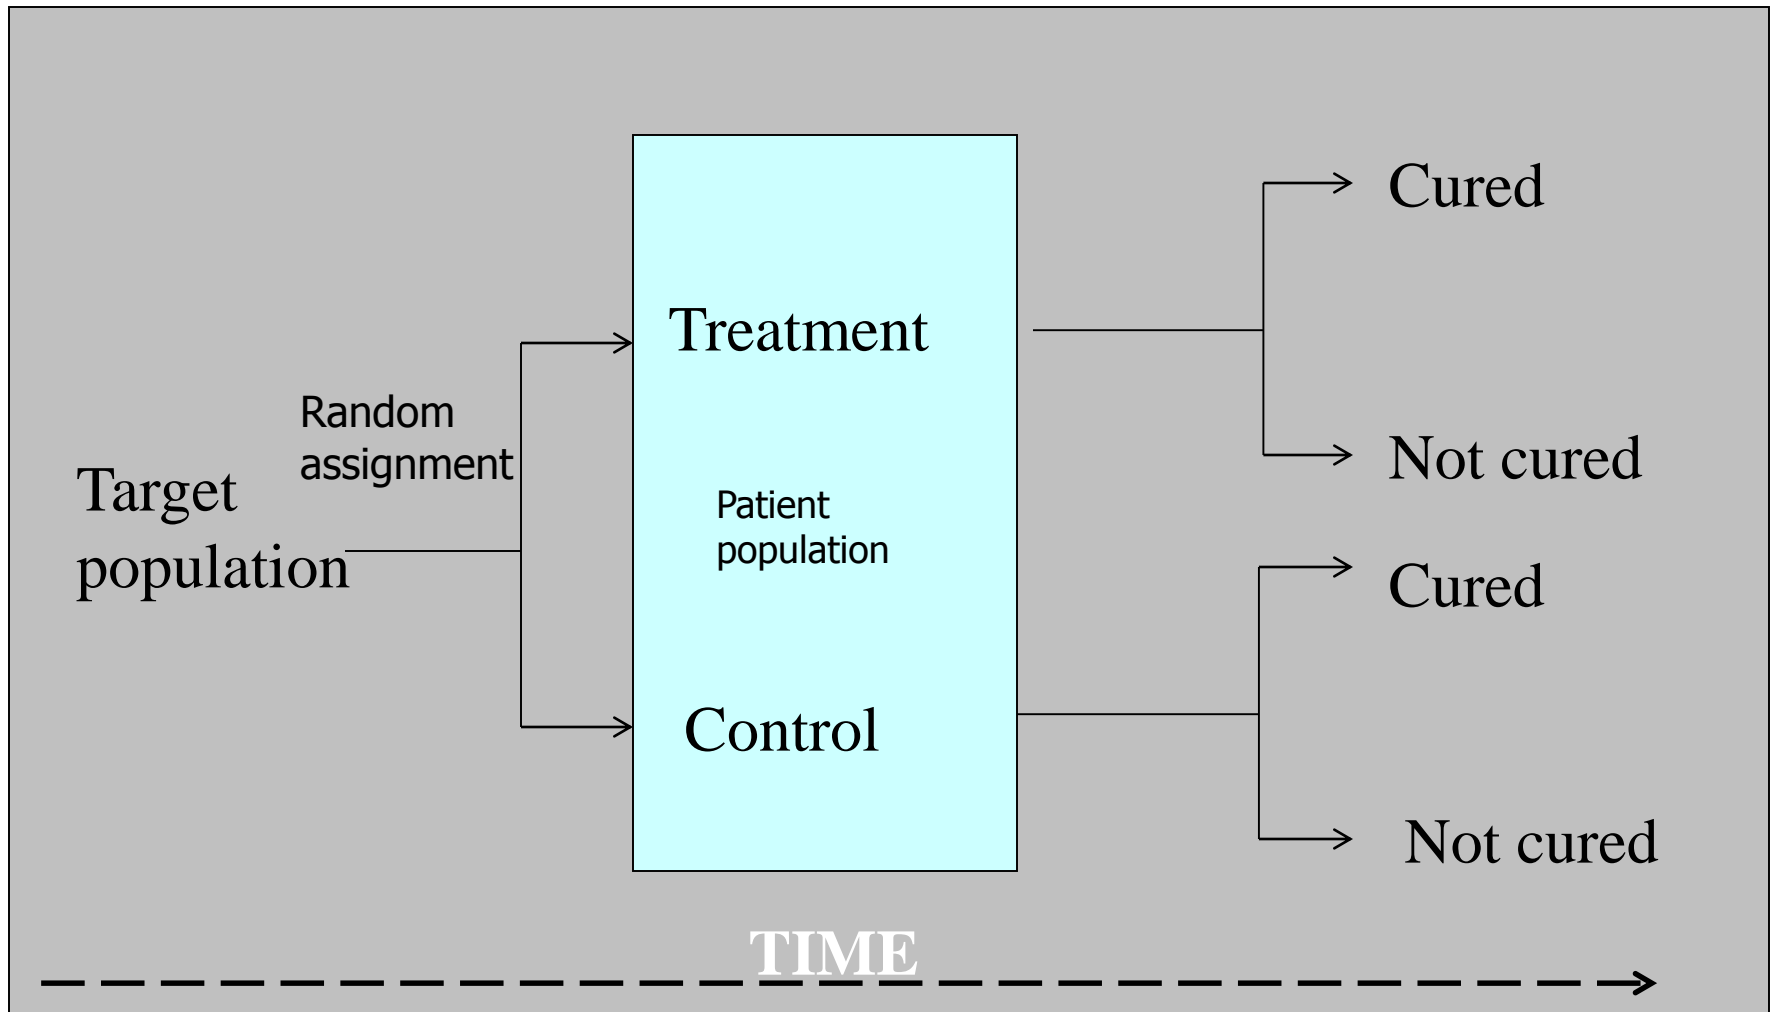 Cured
Treatment
Random
assignment
Target
population
Not cured
Patient
population
Cured
Control
Not cured
TIME